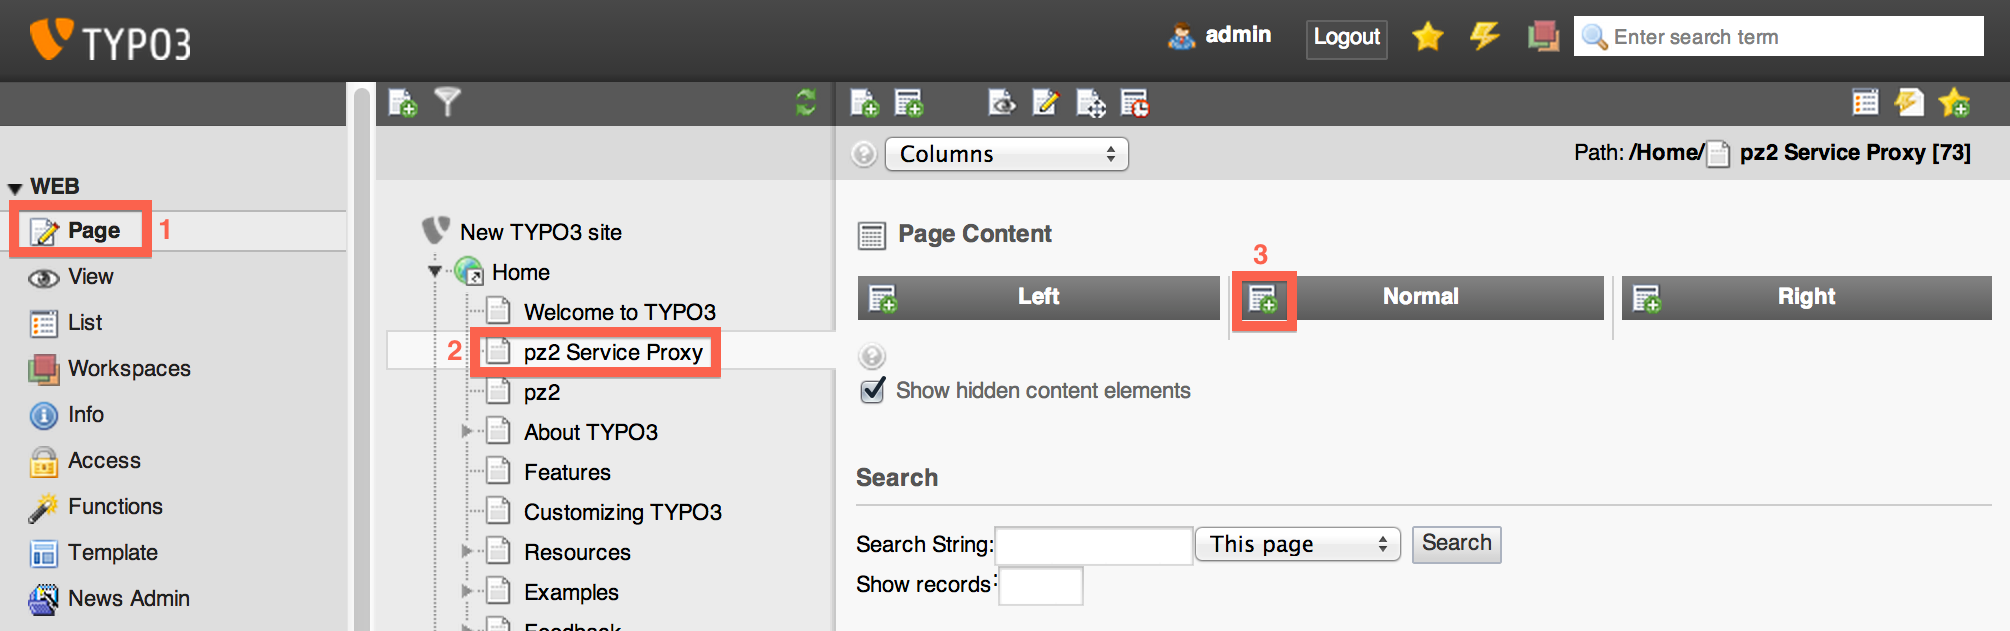 TYPO3
admin
Logout
Enter search term
Columns
Path: /Home/ pz2 Service Proxy [73]
WEB
Page
1
View
List
Workspaces
Info
Access
Functions
Template
News Admin
New TYPO3 site
Home
Welcome to TYPO3
2
pz2 Service Proxy
pz2
About TYPO3
Features
Customizing TYPO3
Resources
Examples
Feedback
Page Content
3
Left
Normal
Right
Show hidden content elements
Search
Search String:
This page
Search
Show records: